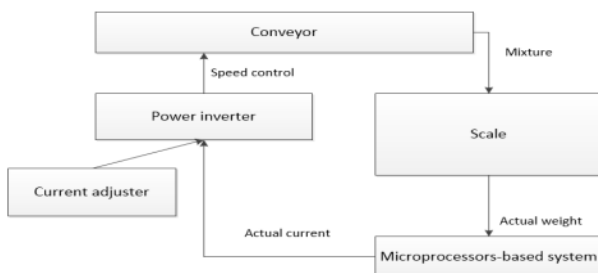 Conveyor
Mixture
Speed control
Power inverter
Scale
Current adjuster
Actual weight
Actual current
Microprocessors-based system